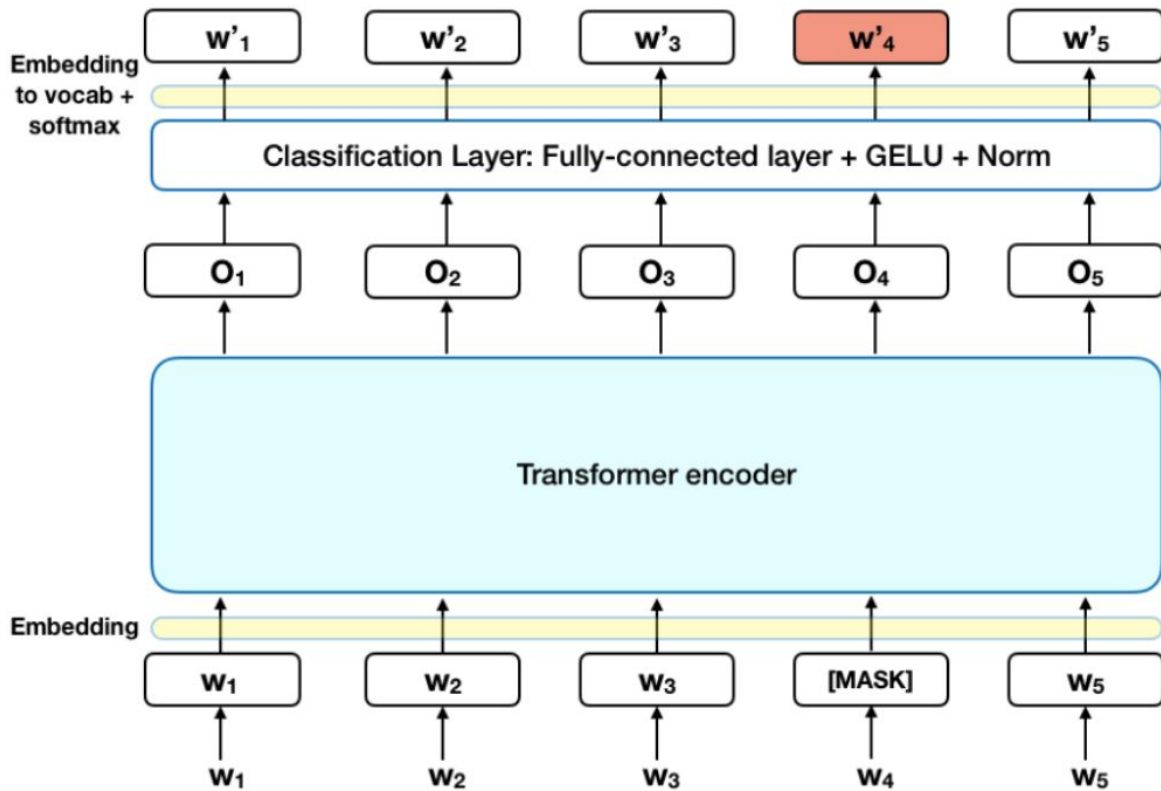 w'₁ w'₂ w'₃ w'₄ w'₅
Embedding
to vocab +
softmax
Classification Layer: Fully-connected layer + GELU + Norm
O₁ O₂ O₃ O₄ O₅
Transformer encoder
Embedding
w₁ w₂ w₃ [MASK] w₅
w₁ w₂ w₃ w₄ w₅